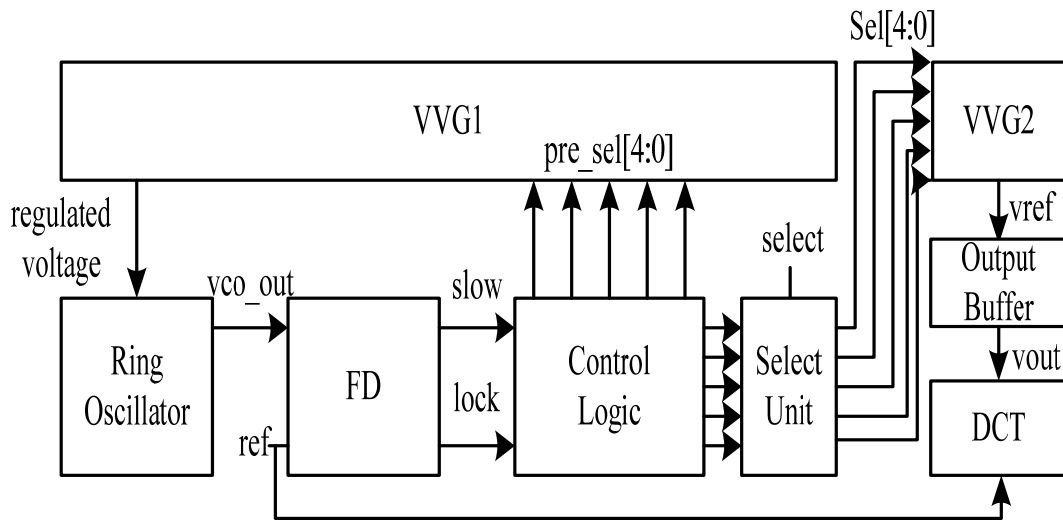 Sel[4:0]
VVG1
VVG2
pre_sel[4:0]
regulated
voltage
vref
select
vco_out
slow
Output
Buffer
Ring
Oscillator
FD
Control
Logic
Select
Unit
vout
lock
ref
DCT